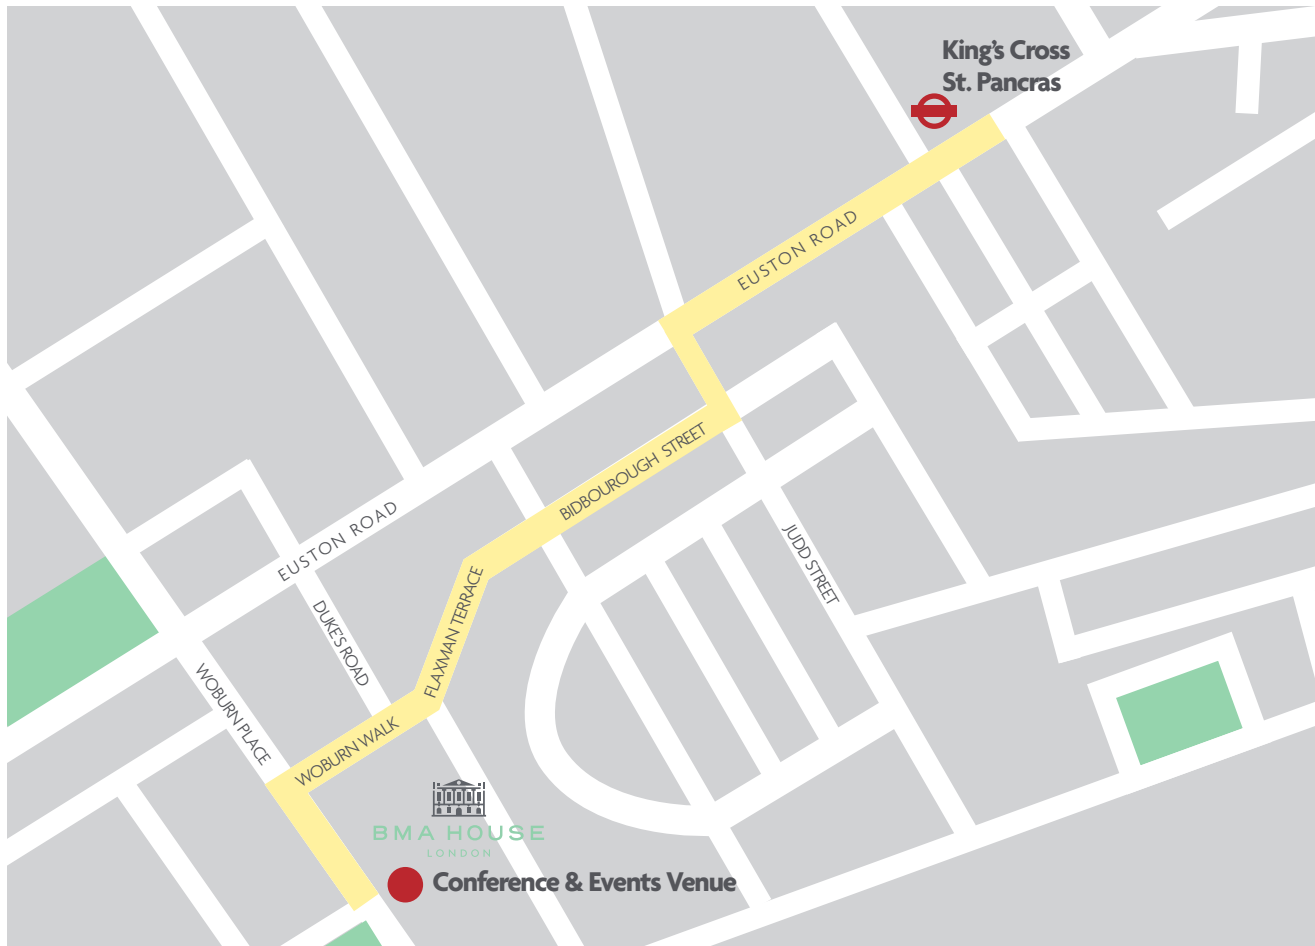 King's Cross
St. Pancras
EUSTON ROAD
BIDBOUROUGH STREET
EUSTON ROAD
JUDD STREET
FLAXMAN TERRACE
DUKE'S ROAD
WOBURN PLACE
WOBURN WALK
BMA HOUSE
LONDON
Conference & Events Venue